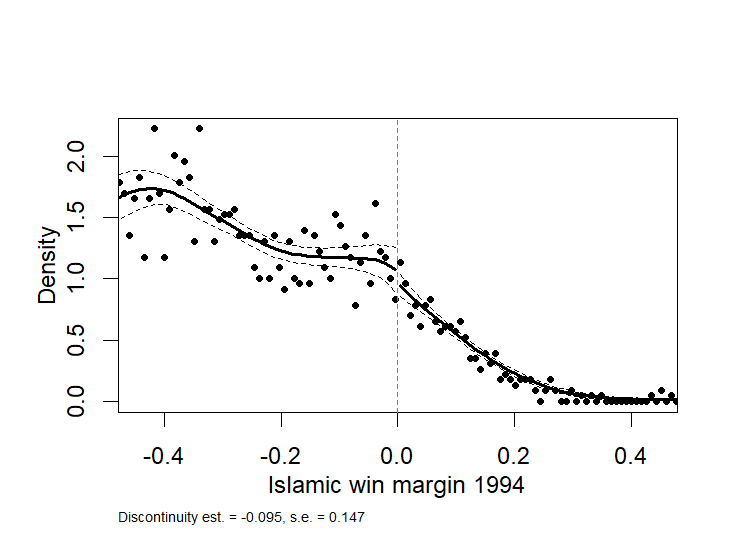 Density
2.0
1.5
1.0
0.5
0.0
-0.4 -0.2 0.0 0.2 0.4
Islamic win margin 1994
Discontinuity est. = -0.095, s.e. = 0.147